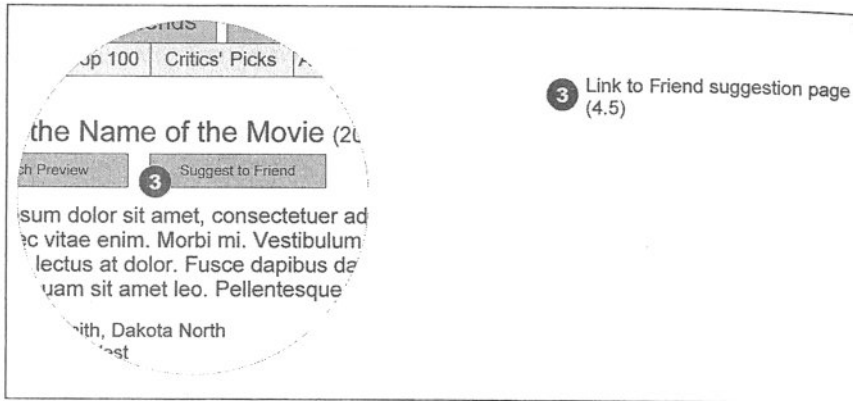 op 100 Critics' Picks
3 Link to Friend suggestion page
(4.5)
the Name of the Movie (20
ch Preview 3 Suggest to Friend
sum dolor sit amet, consectetuer ad
ec vitae enim. Morbi mi. Vestibulum
lectus at dolor. Fusce dapibus da
uam sit amet leo. Pellentesque
ith, Dakota North